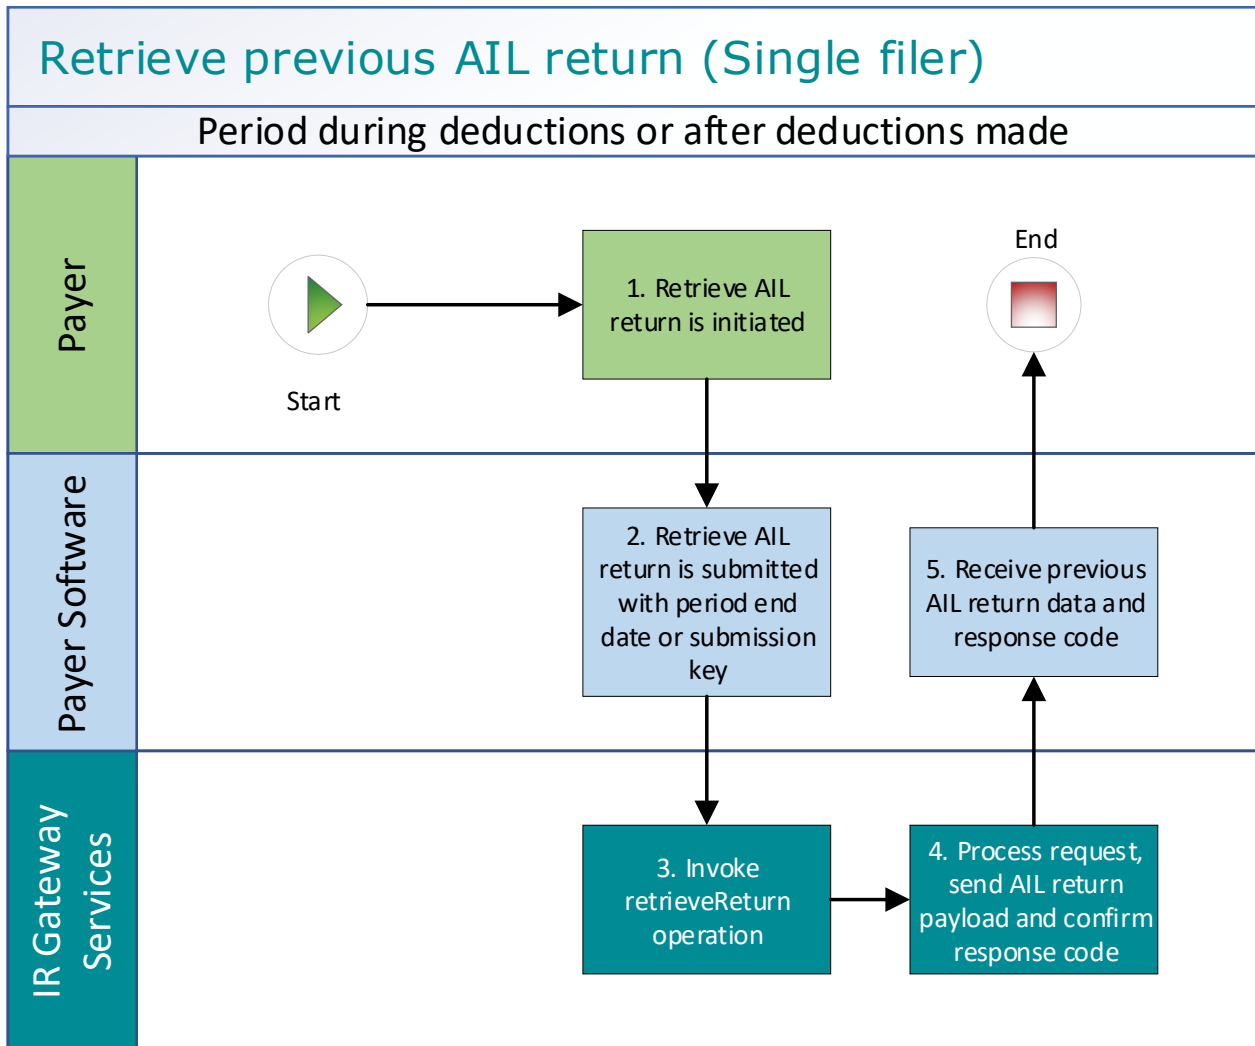 Retrieve previous AIL return (Single filer)
Period during deductions or after deductions made
Payer
Start
1. Retrieve AIL
return is initiated
End
Payer Software
2. Retrieve AIL
return is submitted
with period end
date or submission
key
5. Receive previous
AIL return data and
response code
IR Gateway
Services
3. Invoke
retrieveReturn
operation
4. Process request,
send AIL return
payload and confirm
response code